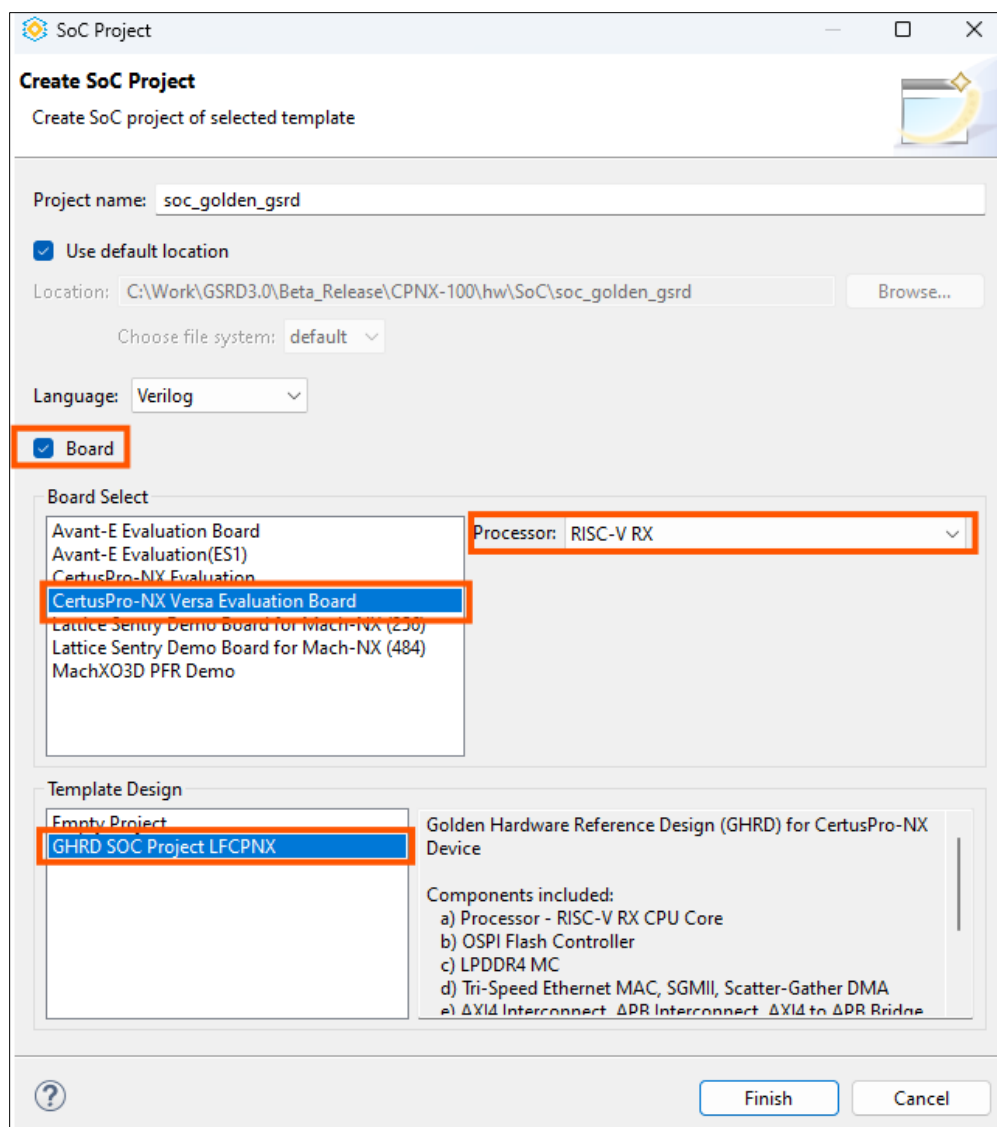 SoC Project
Create SoC Project
Create SoC project of selected template
Project name: soc_golden_gsrd
Use default location
Location: C:\Work\GSRD3.0\Beta_Release\CPNX-100\hw\SoC\soc_golden_gsrd Browse...
Choose file system: default
Language: Verilog
Board
Board Select
Avant-E Evaluation Board
Avant-E Evaluation(ES1)
CertusPro-NX Evaluation
CertusPro-NX Versa Evaluation Board
Lattice Sentry Demo Board for Mach-NX (256)
Lattice Sentry Demo Board for Mach-NX (484)
MachXO3D PFR Demo
Processor: RISC-V RX
Template Design
Empty Project
GHRD SOC Project LFCPNX
Golden Hardware Reference Design (GHRD) for CertusPro-NX
Device
Components included:
a) Processor - RISC-V RX CPU Core
b) OSPI Flash Controller
c) LPDDR4 MC
d) Tri-Speed Ethernet MAC, SGMII, Scatter-Gather DMA
e) AXI4 Interconnect, APB Interconnect, AXI4 to APB Bridge
?
Finish Cancel